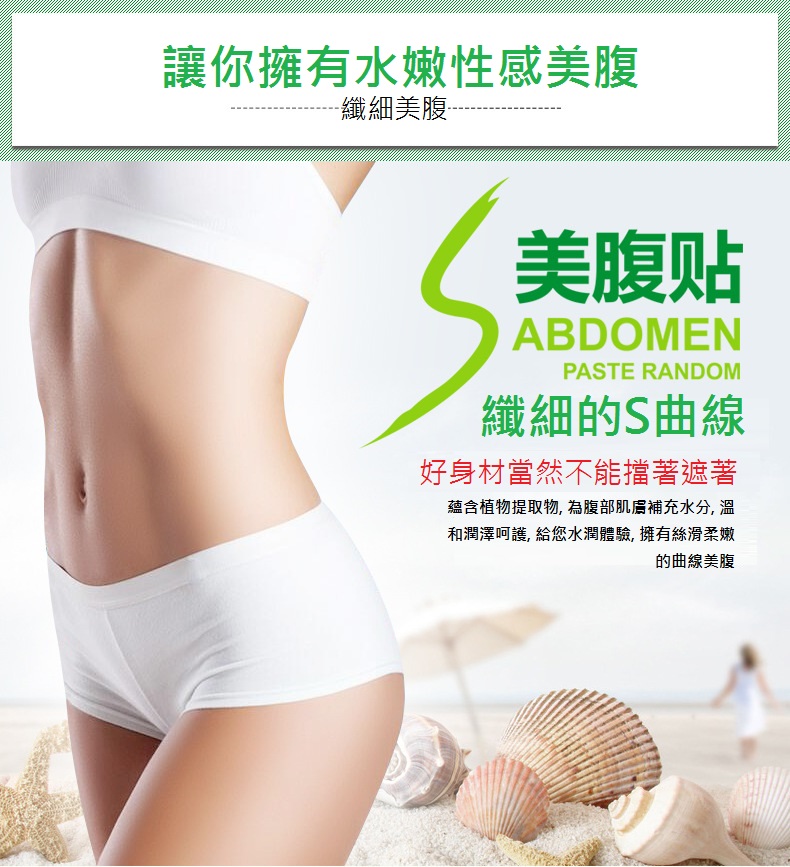 讓你擁有水嫩性感美腹
纖細美腹
美腹贴
ABDOMEN
PASTE RANDOM
纖細的S曲線
好身材當然不能擋著遮著
蘊含植物提取物, 為腹部肌膚補充水分, 溫
和潤澤呵護, 給您水潤體驗, 擁有絲滑柔嫩
的曲線美腹